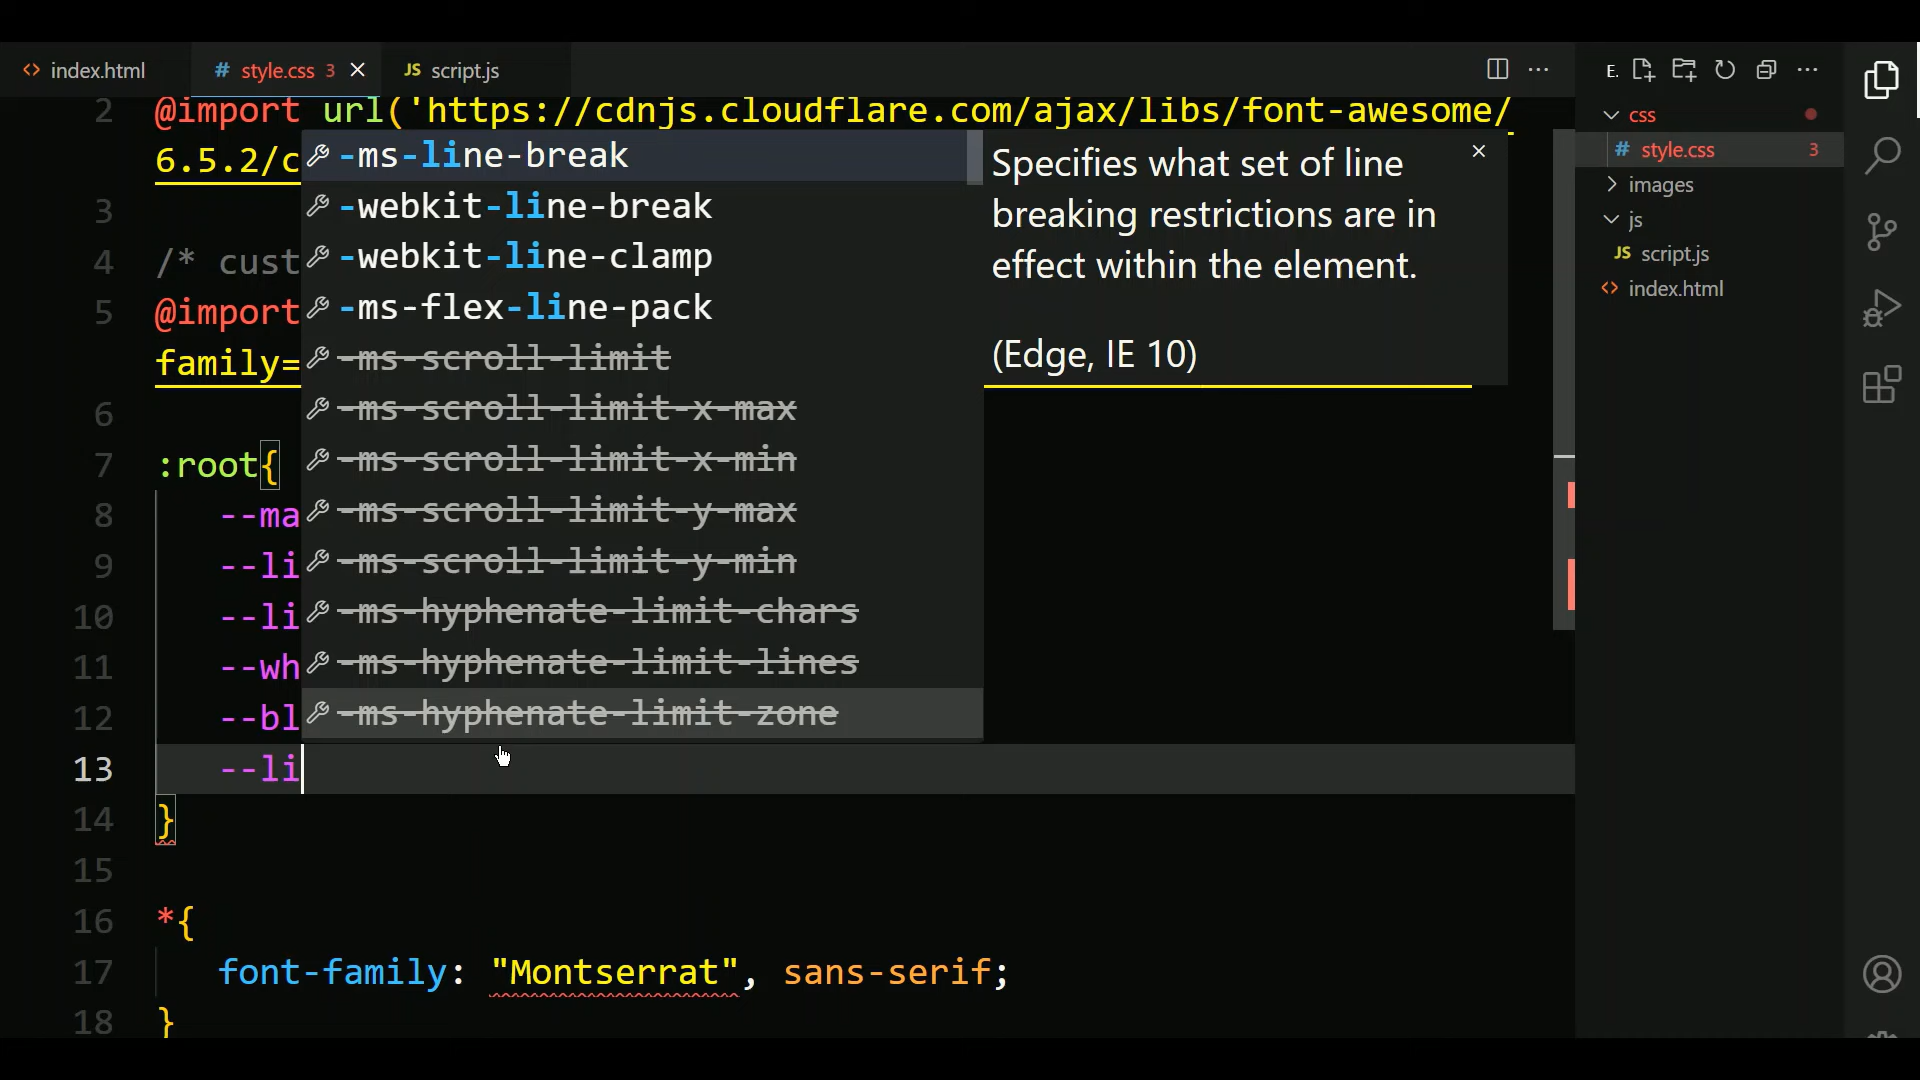 <> index.html # style.css 3 × JS script.js ··· E. ···
2 @import url('https://cdnjs.cloudflare.com/ajax/libs/font-awesome/
6.5.2/c
3
4 /* cust
5 @import
family=
6
7 :root{
8 --ma
9 --li
10 --li
11 --wh
12 --bl
13 --li
14 }
15
16 *{
17 font-family: "Montserrat", sans-serif;
18 }
-ms-line-break
-webkit-line-break
-webkit-line-clamp
-ms-flex-line-pack
-ms-scroll-limit
-ms-scroll-limit-x-max
-ms-scroll-limit-x-min
-ms-scroll-limit-y-max
-ms-scroll-limit-y-min
-ms-hyphenate-limit-chars
-ms-hyphenate-limit-lines
-ms-hyphenate-limit-zone
Specifies what set of line
breaking restrictions are in
effect within the element.
(Edge, IE 10)
css
# style.css 3
images
js
JS script.js
<> index.html